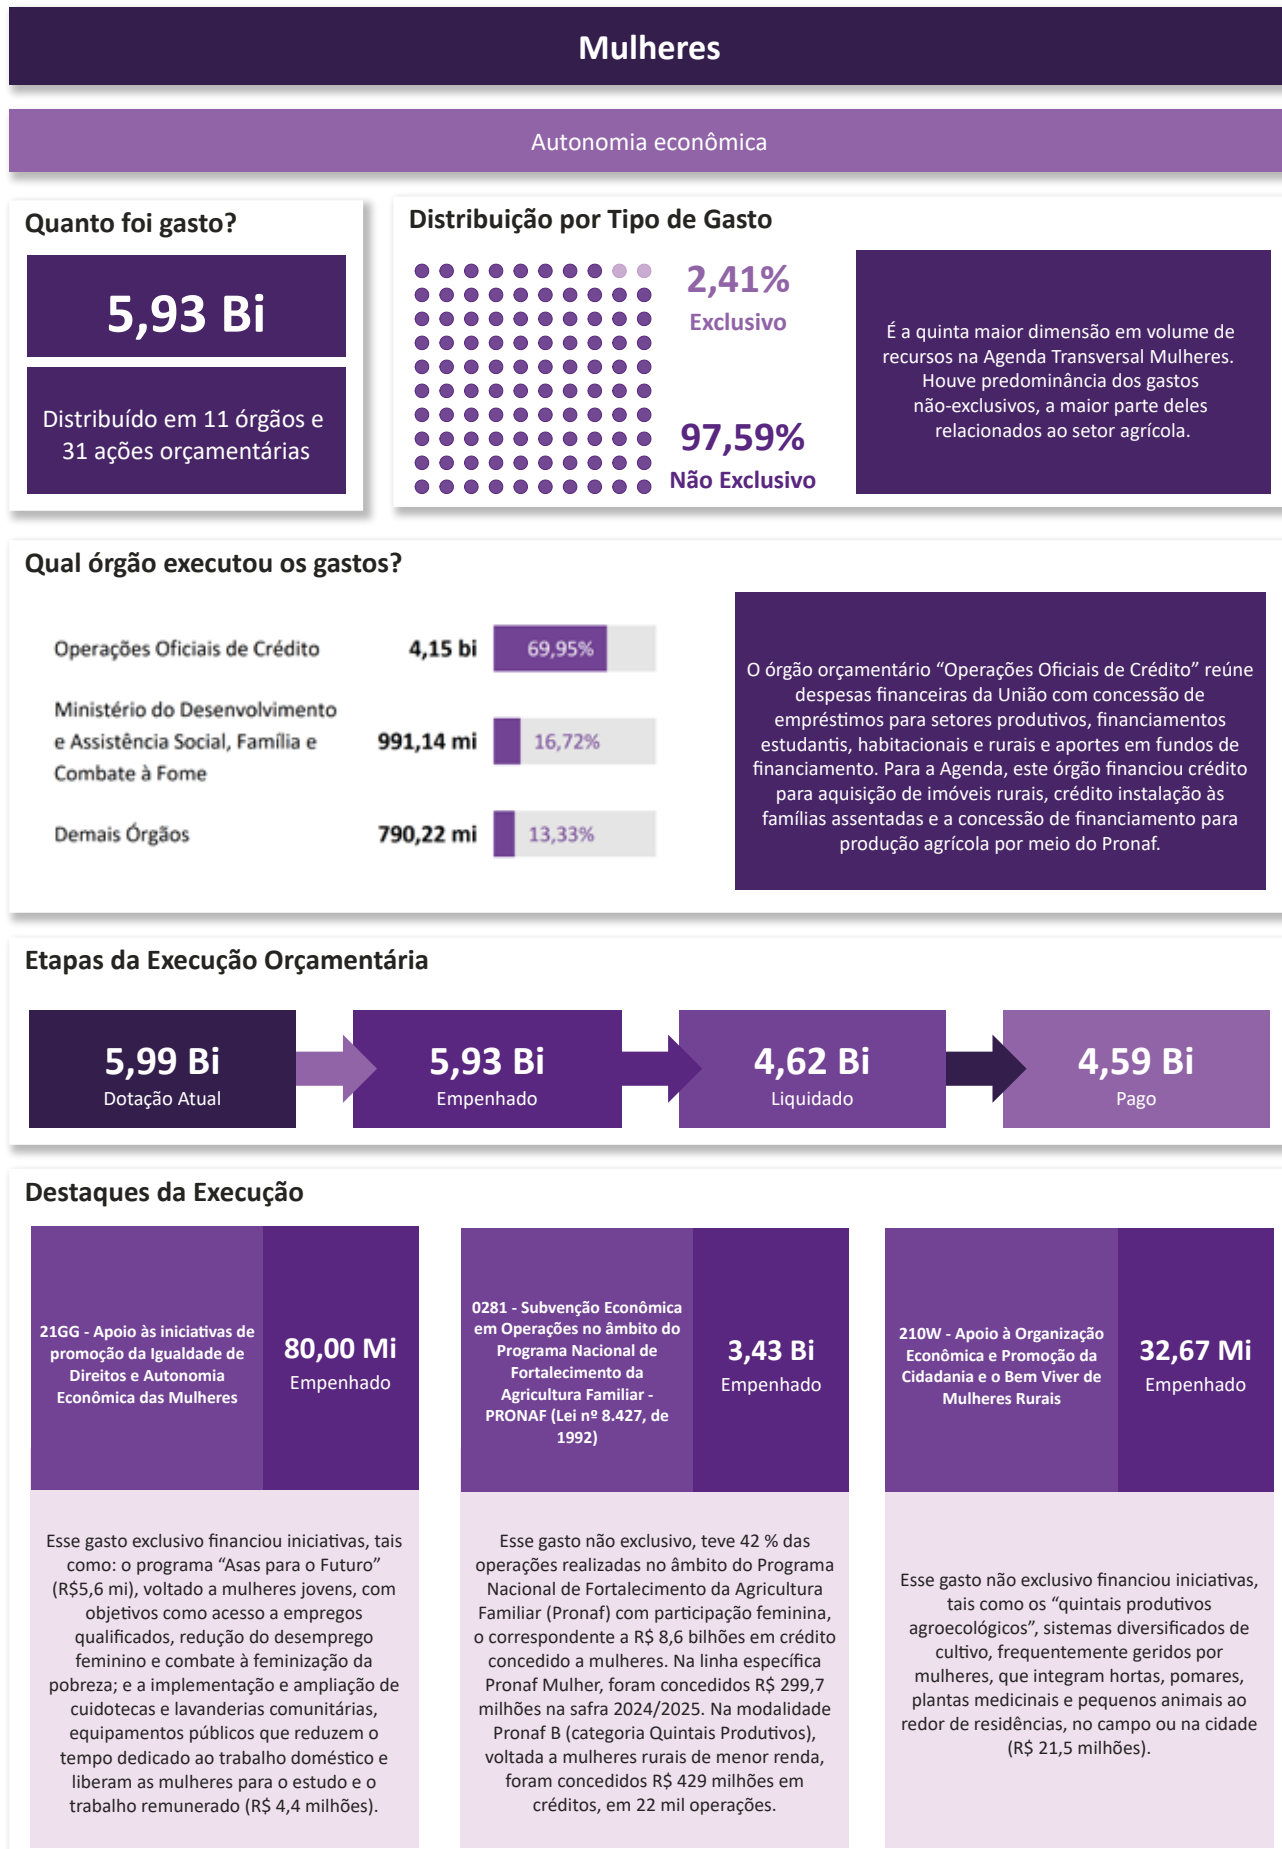 Mulheres
Autonomia econômica
Quanto foi gasto?
5,93 Bi
Distribuído em 11 órgãos e
31 ações orçamentárias
Distribuição por Tipo de Gasto
2,41%
Exclusivo
97,59%
Não Exclusivo
É a quinta maior dimensão em volume de
recursos na Agenda Transversal Mulheres.
Houve predominância dos gastos
não-exclusivos, a maior parte deles
relacionados ao setor agrícola.
Qual órgão executou os gastos?
Operações Oficiais de Crédito 4,15 bi 69,95%
Ministério do Desenvolvimento
e Assistência Social, Família e 991,14 mi 16,72%
Combate à Fome
Demais Órgãos 790,22 mi 13,33%
O órgão orçamentário “Operações Oficiais de Crédito” reúne
despesas financeiras da União com concessão de
empréstimos para setores produtivos, financiamentos
estudantis, habitacionais e rurais e aportes em fundos de
financiamento. Para a Agenda, este órgão financiou crédito
para aquisição de imóveis rurais, crédito instalação às
famílias assentadas e a concessão de financiamento para
produção agrícola por meio do Pronaf.
Etapas da Execução Orçamentária
5,99 Bi
Dotação Atual
5,93 Bi
Empenhado
4,62 Bi
Liquidado
4,59 Bi
Pago
Destaques da Execução
21GG - Apoio às iniciativas de
promoção da Igualdade de
Direitos e Autonomia
Econômica das Mulheres
80,00 Mi
Empenhado
Esse gasto exclusivo financiou iniciativas, tais
como: o programa “Asas para o Futuro”
(R$5,6 mi), voltado a mulheres jovens, com
objetivos como acesso a empregos
qualificados, redução do desemprego
feminino e combate à feminização da
pobreza; e a implementação e ampliação de
cuidotecas e lavanderias comunitárias,
equipamentos públicos que reduzem o
tempo dedicado ao trabalho doméstico e
liberam as mulheres para o estudo e o
trabalho remunerado (R$ 4,4 milhões).
0281 - Subvenção Econômica
em Operações no âmbito do
Programa Nacional de
Fortalecimento da
Agricultura Familiar -
PRONAF (Lei nº 8.427, de
1992)
3,43 Bi
Empenhado
Esse gasto não exclusivo, teve 42 % das
operações realizadas no âmbito do Programa
Nacional de Fortalecimento da Agricultura
Familiar (Pronaf) com participação feminina,
o correspondente a R$ 8,6 bilhões em crédito
concedido a mulheres. Na linha específica
Pronaf Mulher, foram concedidos R$ 299,7
milhões na safra 2024/2025. Na modalidade
Pronaf B (categoria Quintais Produtivos),
voltada a mulheres rurais de menor renda,
foram concedidos R$ 429 milhões em
créditos, em 22 mil operações.
210W - Apoio à Organização
Econômica e Promoção da
Cidadania e o Bem Viver de
Mulheres Rurais
32,67 Mi
Empenhado
Esse gasto não exclusivo financiou iniciativas,
tais como os “quintais produtivos
agroecológicos”, sistemas diversificados de
cultivo, frequentemente geridos por
mulheres, que integram hortas, pomares,
plantas medicinais e pequenos animais ao
redor de residências, no campo ou na cidade
(R$ 21,5 milhões).